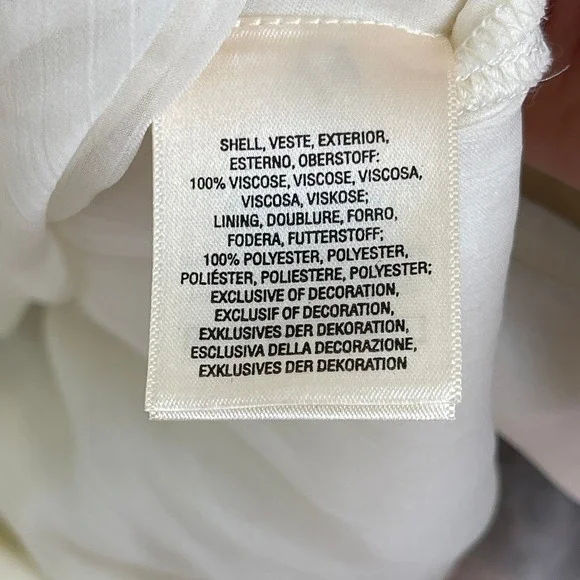 SHELL, VESTE, EXTERIOR,
ESTERNO, OBERSTOFF:
100% VISCOSE, VISCOSE, VISCOSA,
VISCOSA, VISKOSE;
LINING, DOUBLURE, FORRO,
FODERA, FUTTERSTOFF;
100% POLYESTER, POLYESTER,
POLIÉSTER, POLIESTERE, POLYESTER;
EXCLUSIVE OF DECORATION,
EXCLUSIF OF DECORATION,
EXKLUSIVES DER DEKORATION,
ESCLUSIVA DELLA DECORAZIONE,
EXKLUSIVES DER DEKORATION